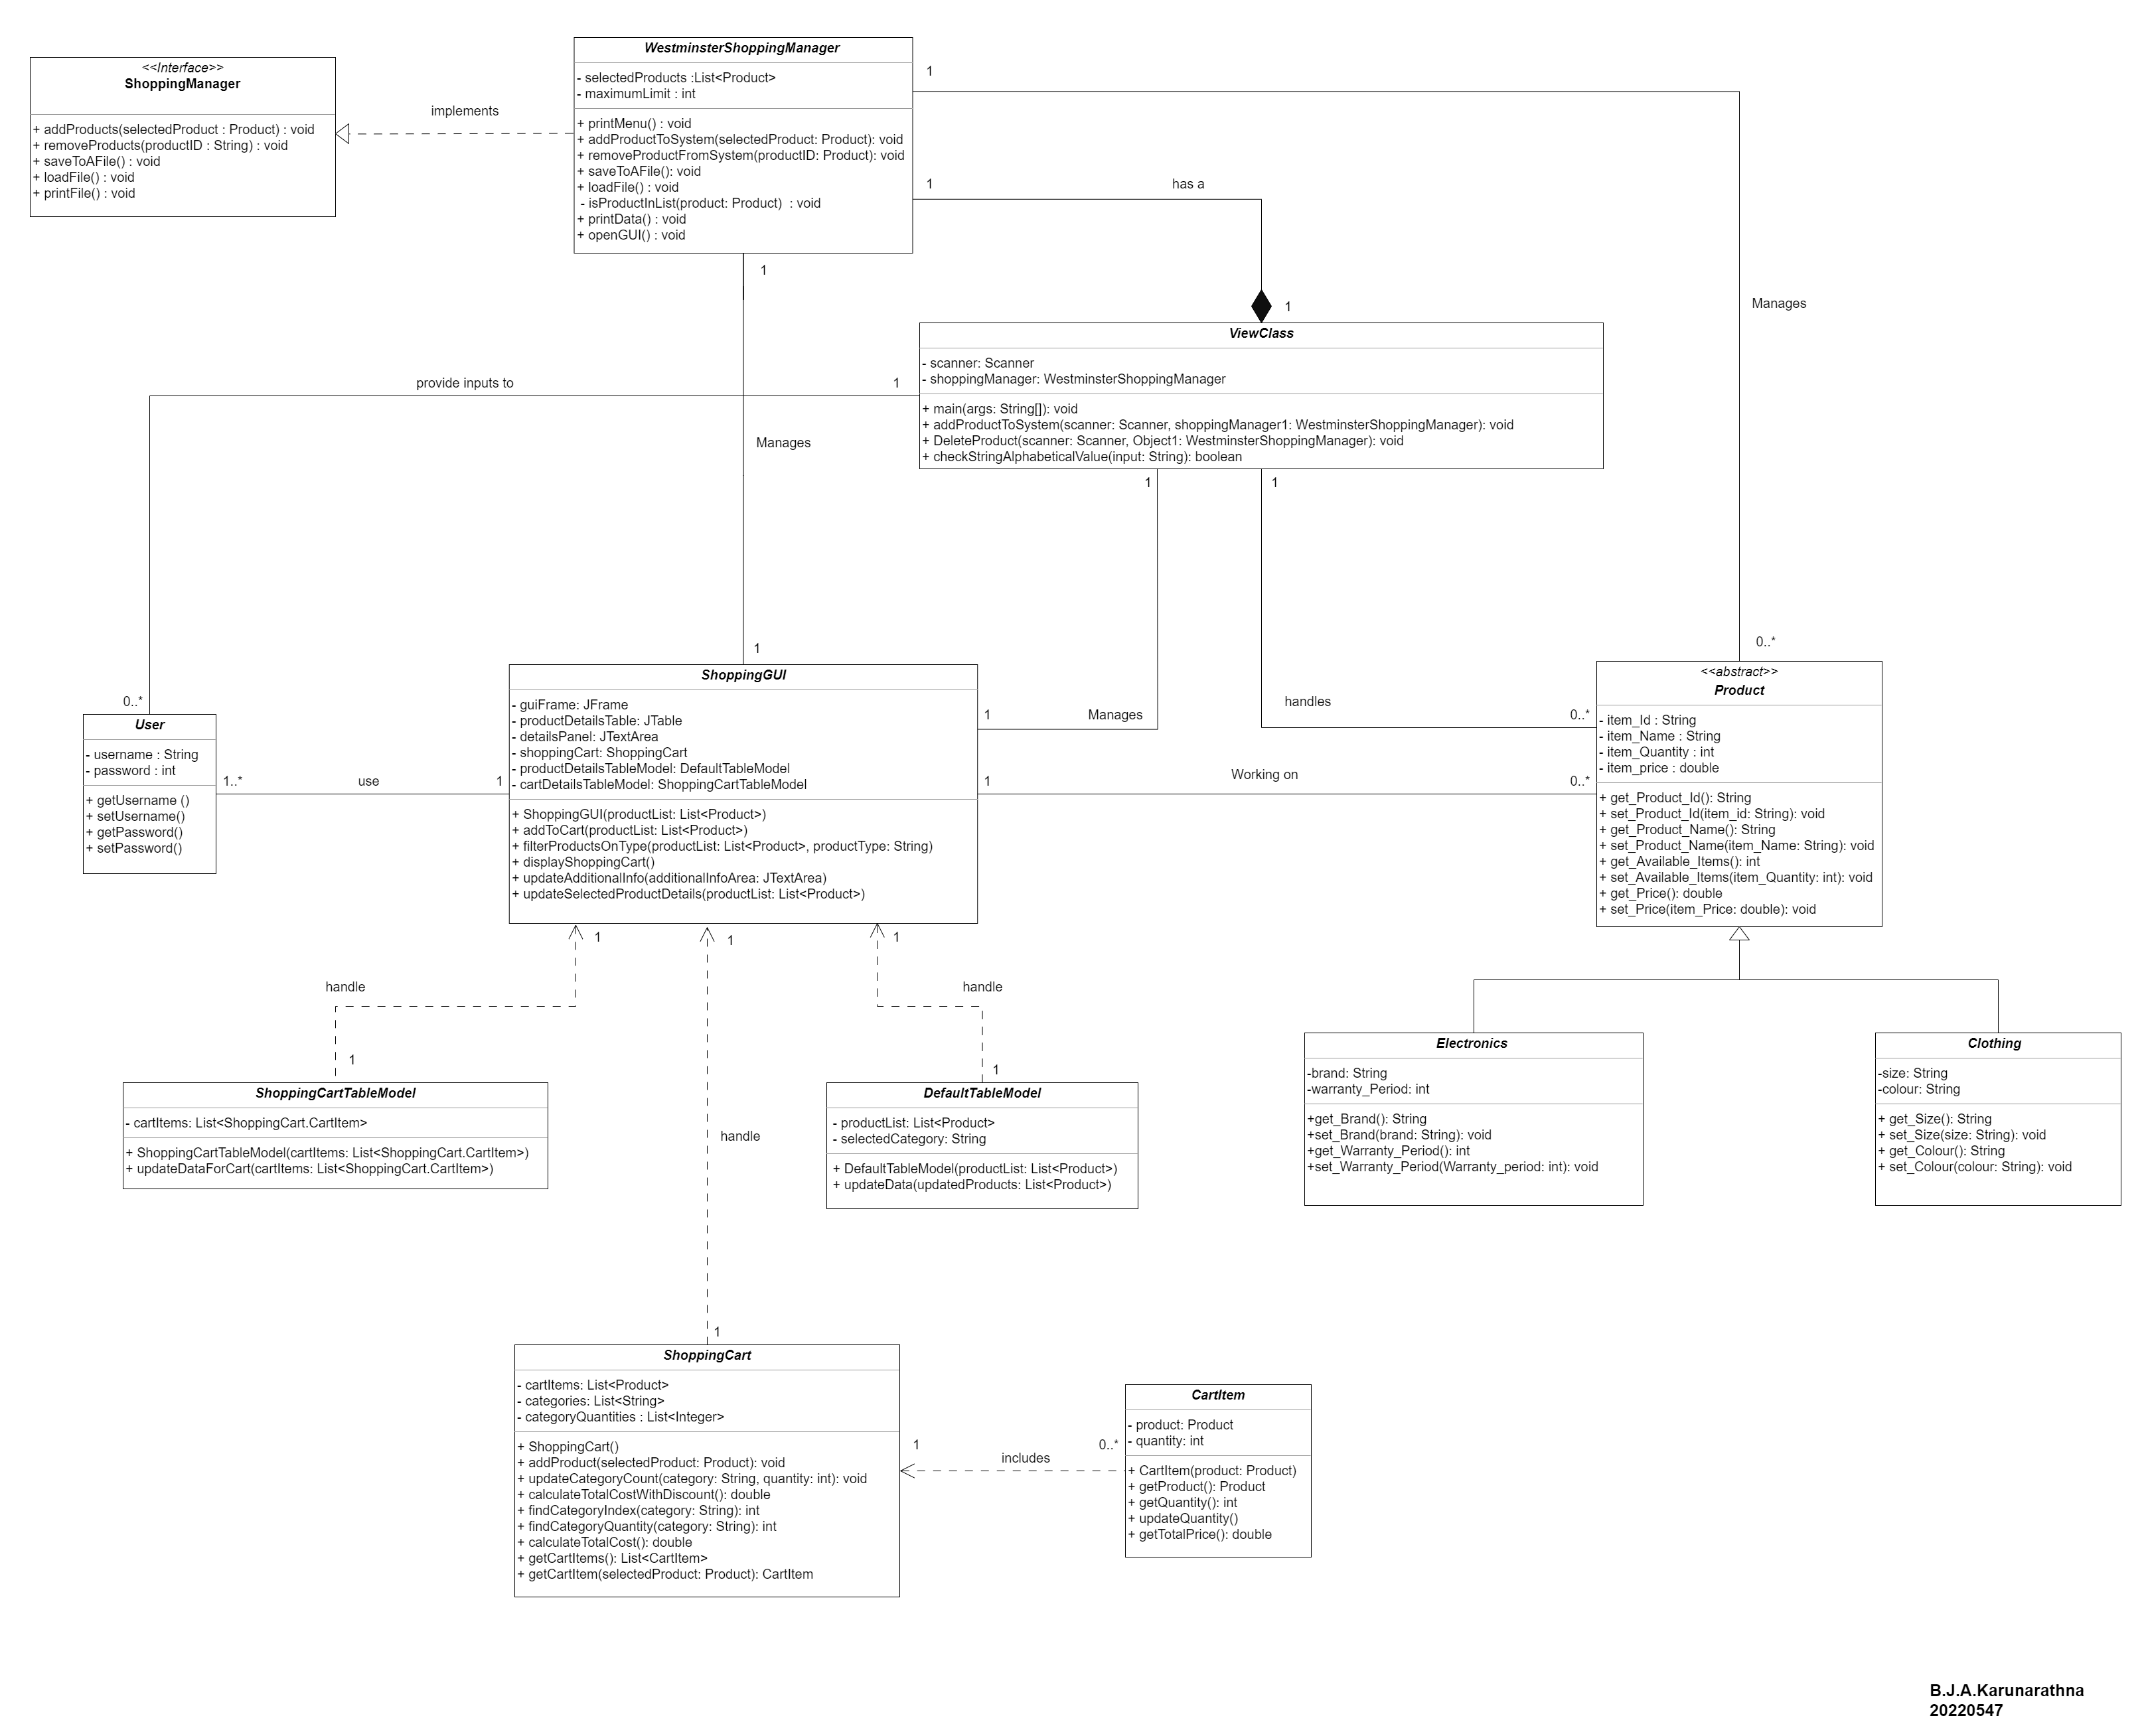 <<Interface>>
ShoppingManager
+ addProducts(selectedProduct : Product) : void
+ removeProducts(productID : String) : void
+ saveToAFile() : void
+ loadFile() : void
+ printFile() : void
implements
WestminsterShoppingManager
- selectedProducts :List<Product>
- maximumLimit : int
+ printMenu() : void
+ addProductToSystem(selectedProduct: Product): void
+ removeProductFromSystem(productID: Product): void
+ saveToAFile(): void
+ loadFile() : void
- isProductInList(product: Product)  : void
+ printData() : void
+ openGUI() : void
1
1
has a
1
Manages
1
ViewClass
- scanner: Scanner
- shoppingManager: WestminsterShoppingManager
+ main(args: String[]): void
+ addProductToSystem(scanner: Scanner, shoppingManager1: WestminsterShoppingManager): void
+ DeleteProduct(scanner: Scanner, Object1: WestminsterShoppingManager): void
+ checkStringAlphabeticalValue(input: String): boolean
provide inputs to
1
Manages
1
1
1
0..*
0..*
User
- username : String
- password : int
+ getUsername ()
+ setUsername()
+ getPassword()
+ setPassword()
1..*
use
1
ShoppingGUI
- guiFrame: JFrame
- productDetailsTable: JTable
- detailsPanel: JTextArea
- shoppingCart: ShoppingCart
- productDetailsTableModel: DefaultTableModel
- cartDetailsTableModel: ShoppingCartTableModel
+ ShoppingGUI(productList: List<Product>)
+ addToCart(productList: List<Product>)
+ filterProductsOnType(productList: List<Product>, productType: String)
+ displayShoppingCart()
+ updateAdditionalInfo(additionalInfoArea: JTextArea)
+ updateSelectedProductDetails(productList: List<Product>)
1
Manages
handles
0..*
1
Working on
0..*
<<abstract>>
Product
- item_Id : String
- item_Name : String
- item_Quantity : int
- item_price : double
+ get_Product_Id(): String
+ set_Product_Id(item_id: String): void
+ get_Product_Name(): String
+ set_Product_Name(item_Name: String): void
+ get_Available_Items(): int
+ set_Available_Items(item_Quantity: int): void
+ get_Price(): double
+ set_Price(item_Price: double): void
1
1
1
handle
handle
1
1
ShoppingCartTableModel
- cartItems: List<ShoppingCart.CartItem>
+ ShoppingCartTableModel(cartItems: List<ShoppingCart.CartItem>)
+ updateDataForCart(cartItems: List<ShoppingCart.CartItem>)
handle
DefaultTableModel
- productList: List<Product>
- selectedCategory: String
+ DefaultTableModel(productList: List<Product>)
+ updateData(updatedProducts: List<Product>)
Electronics
-brand: String
-warranty_Period: int
+get_Brand(): String
+set_Brand(brand: String): void
+get_Warranty_Period(): int
+set_Warranty_Period(Warranty_period: int): void
Clothing
-size: String
-colour: String
+ get_Size(): String
+ set_Size(size: String): void
+ get_Colour(): String
+ set_Colour(colour: String): void
1
ShoppingCart
- cartItems: List<Product>
- categories: List<String>
- categoryQuantities : List<Integer>
+ ShoppingCart()
+ addProduct(selectedProduct: Product): void
+ updateCategoryCount(category: String, quantity: int): void
+ calculateTotalCostWithDiscount(): double
+ findCategoryIndex(category: String): int
+ findCategoryQuantity(category: String): int
+ calculateTotalCost(): double
+ getCartItems(): List<CartItem>
+ getCartItem(selectedProduct: Product): CartItem
1
includes
0..*
CartItem
- product: Product
- quantity: int
+ CartItem(product: Product)
+ getProduct(): Product
+ getQuantity(): int
+ updateQuantity()
+ getTotalPrice(): double
B.J.A.Karunarathna
20220547